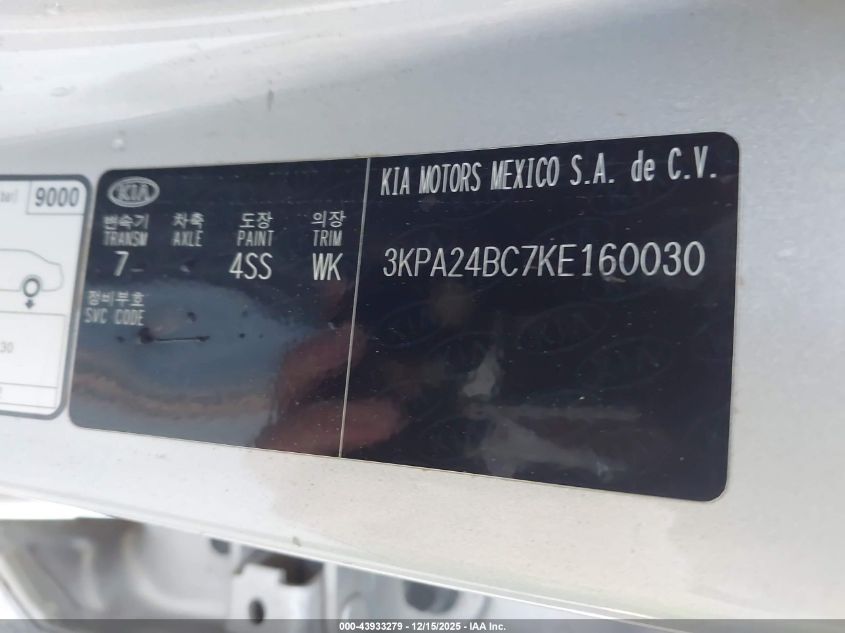 bar)
9000
30
KIA
변속기 차축 도장 의장
TRANSM AXLE PAINT TRIM
7 4SS WK
정비부호
SVC CODE
KIA MOTORS MEXICO S.A. de C.V.
3KPA24BC7KE160030
000-43933279 - 12/15/2025 - IAA Inc.